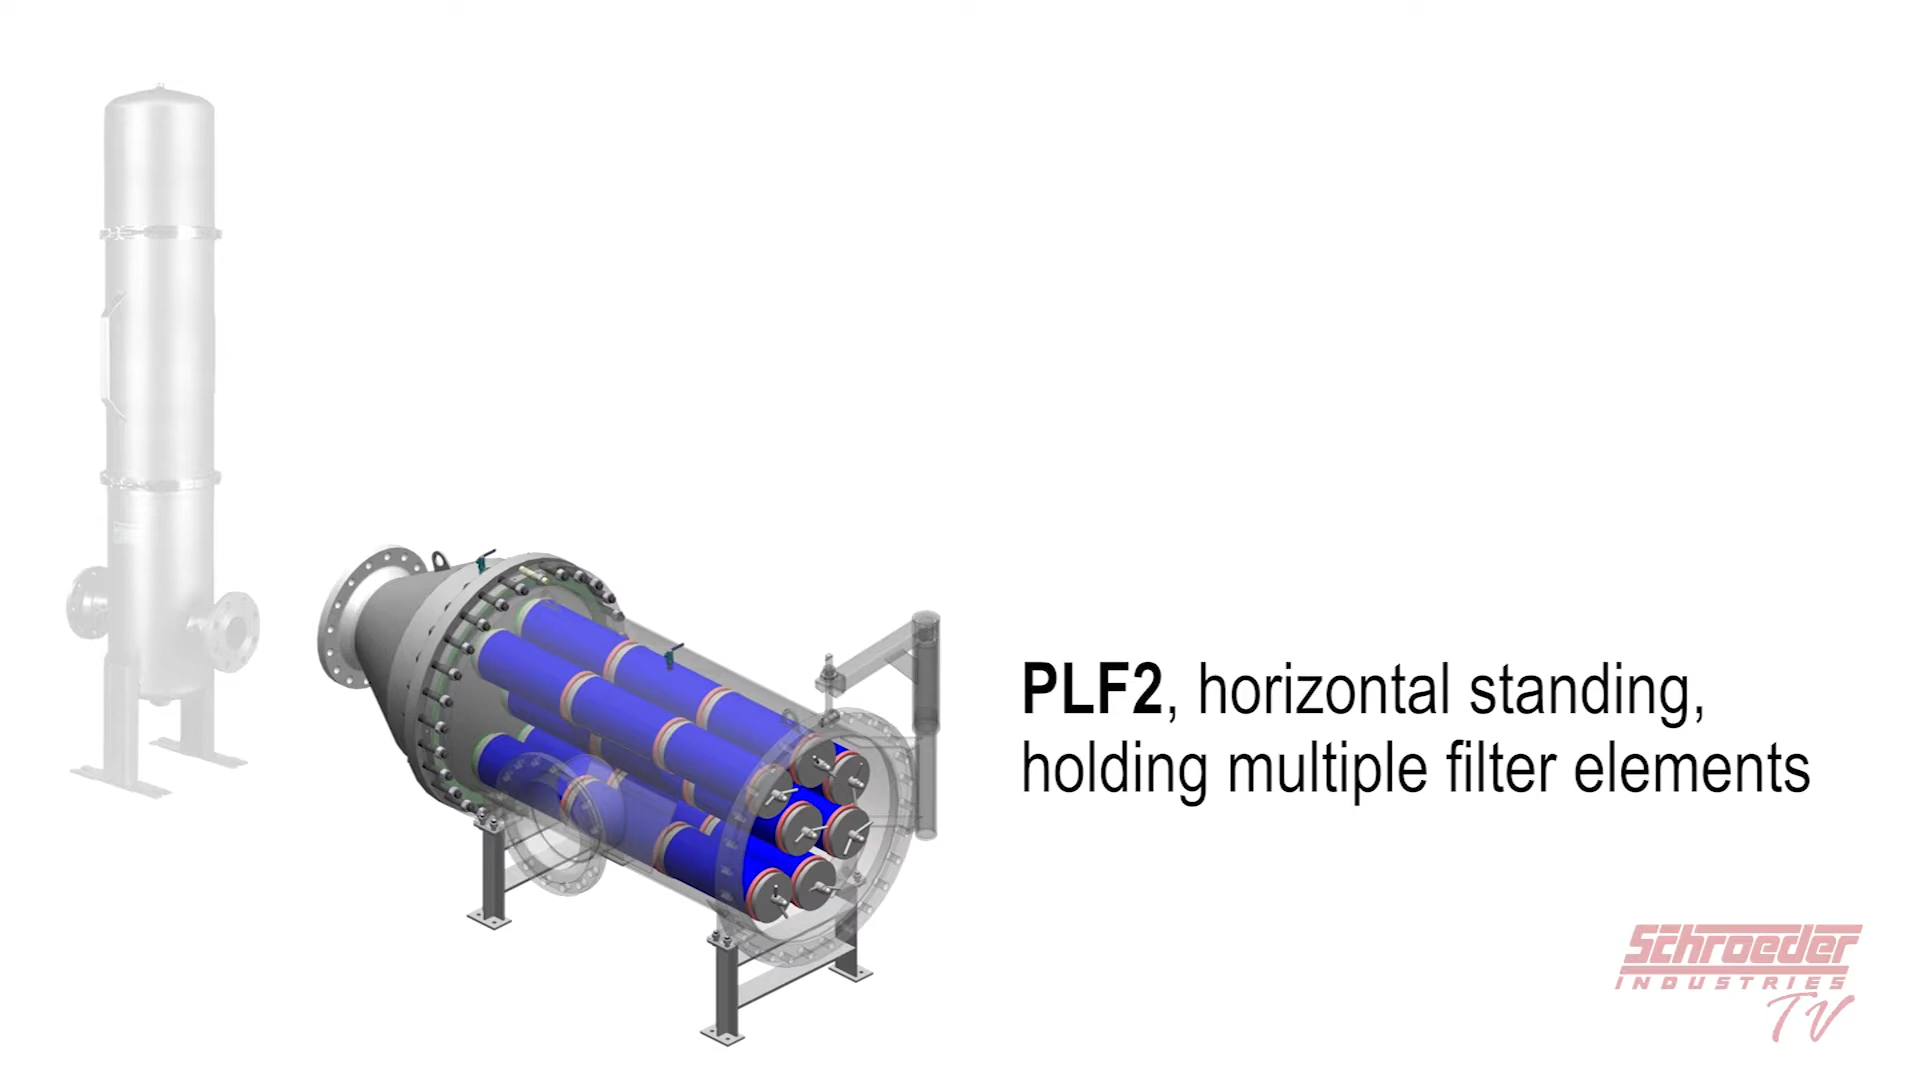 PLF2, horizontal standing,
holding multiple filter elements
Schroeder
INDUSTRIES
TV